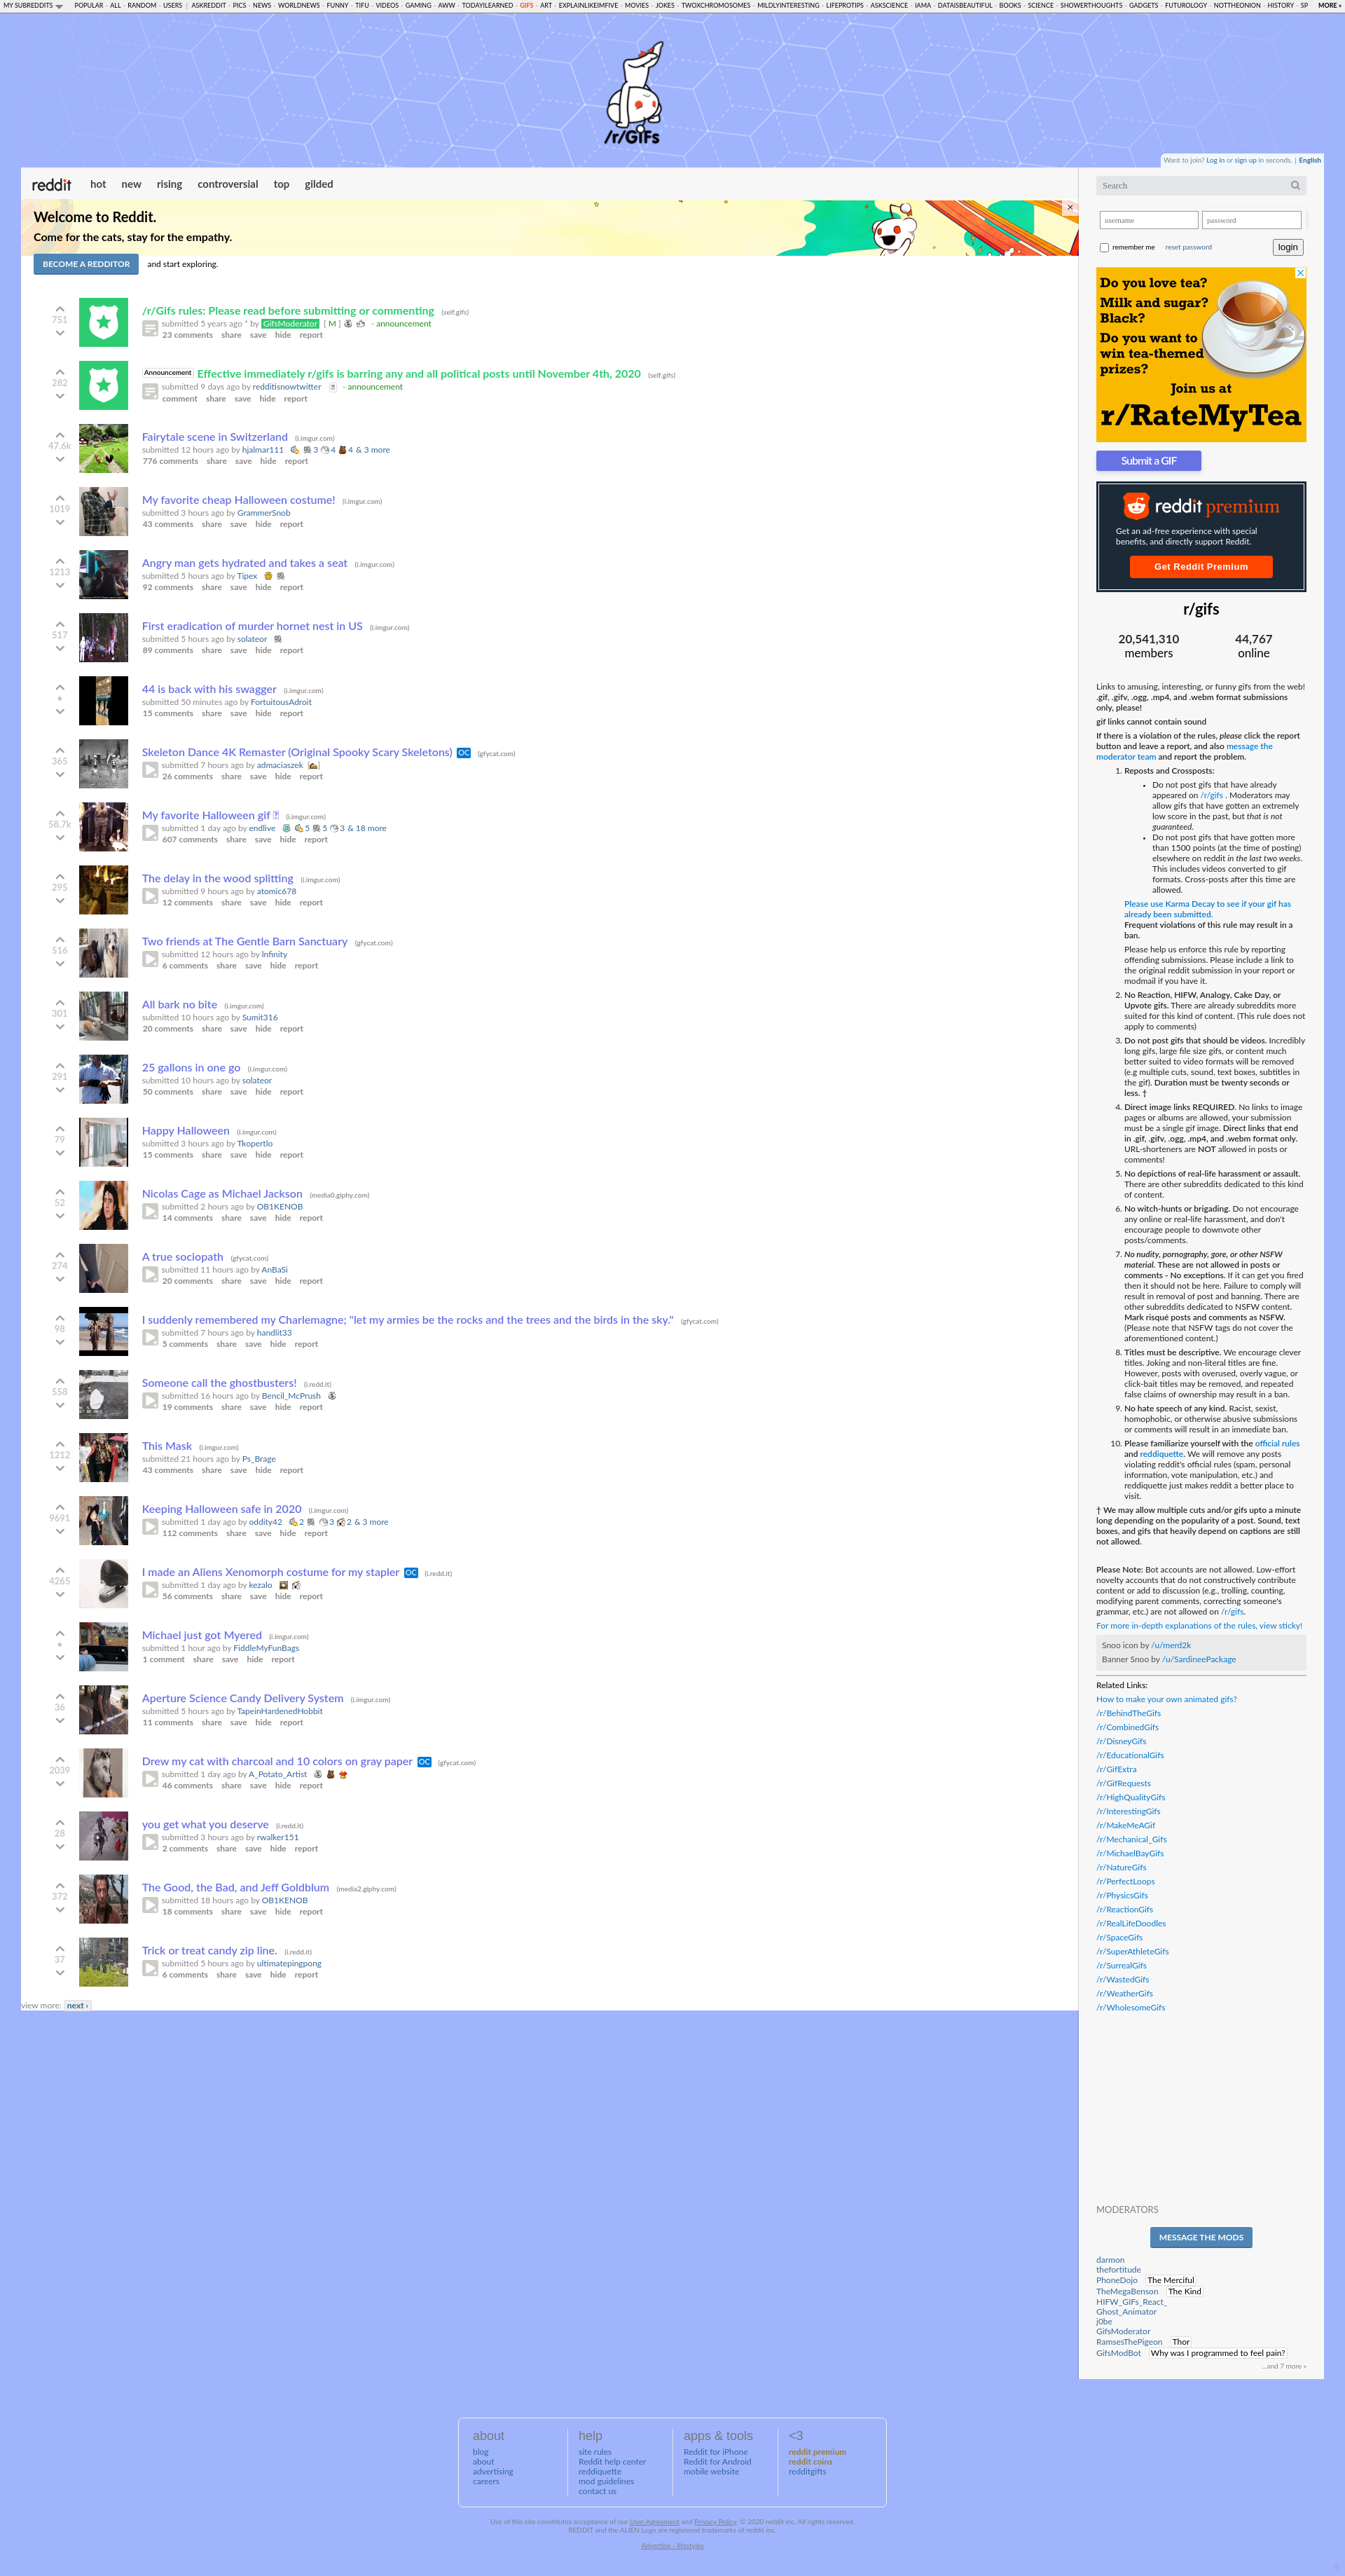 MY SUBREDDITS POPULAR - ALL - RANDOM - USERS | ASKREDDIT - PICS - NEWS - WORLDNEWS - FUNNY - TIFU - VIDEOS - GAMING - AWW - TODAYILEARNED - GIFS - ART - EXPLAINLIKEIMFIVE - MOVIES - JOKES - TWOXCHROMOSOMES - MILDLYINTERESTING - LIFEPROTIPS - ASKSCIENCE - IAMA - DATAISBEAUTIFUL - BOOKS - SCIENCE - SHOWERTHOUGHTS - GADGETS - FUTUROLOGY - NOTTHEONION - HISTORY - SP MORE »
/r/GIFs
Want to join? Log in or sign up in seconds. | English
reddit hot new rising controversial top gilded
Welcome to Reddit.
Come for the cats, stay for the empathy.
BECOME A REDDITOR and start exploring.
751
/r/Gifs rules: Please read before submitting or commenting (self.gifs)
submitted 5 years ago * by GifsModerator [ M ] - announcement
23 comments share save hide report
282
Announcement Effective immediately r/gifs is barring any and all political posts until November 4th, 2020 (self.gifs)
submitted 9 days ago by redditisnowtwitter - announcement
comment share save hide report
47.6k
Fairytale scene in Switzerland (i.imgur.com)
submitted 12 hours ago by hjalmar111 3 4 4 & 3 more
776 comments share save hide report
1019
My favorite cheap Halloween costume! (i.imgur.com)
submitted 3 hours ago by GrammerSnob
43 comments share save hide report
1213
Angry man gets hydrated and takes a seat (i.imgur.com)
submitted 5 hours ago by Tipex
92 comments share save hide report
517
First eradication of murder hornet nest in US (i.imgur.com)
submitted 5 hours ago by solateor
89 comments share save hide report
•
44 is back with his swagger (i.imgur.com)
submitted 50 minutes ago by FortuitousAdroit
15 comments share save hide report
365
Skeleton Dance 4K Remaster (Original Spooky Scary Skeletons) OC (gfycat.com)
submitted 7 hours ago by admaciaszek
26 comments share save hide report
58.7k
My favorite Halloween gif (i.imgur.com)
submitted 1 day ago by endlive 5 5 3 & 18 more
607 comments share save hide report
295
The delay in the wood splitting (i.imgur.com)
submitted 9 hours ago by atomic678
12 comments share save hide report
516
Two friends at The Gentle Barn Sanctuary (gfycat.com)
submitted 12 hours ago by lnfinity
6 comments share save hide report
301
All bark no bite (i.imgur.com)
submitted 10 hours ago by Sumit316
20 comments share save hide report
291
25 gallons in one go (i.imgur.com)
submitted 10 hours ago by solateor
50 comments share save hide report
79
Happy Halloween (i.imgur.com)
submitted 3 hours ago by Tkopertlo
15 comments share save hide report
52
Nicolas Cage as Michael Jackson (media0.giphy.com)
submitted 2 hours ago by OB1KENOB
14 comments share save hide report
274
A true sociopath (gfycat.com)
submitted 11 hours ago by AnBaSi
20 comments share save hide report
98
I suddenly remembered my Charlemagne; "let my armies be the rocks and the trees and the birds in the sky." (gfycat.com)
submitted 7 hours ago by handlit33
5 comments share save hide report
558
Someone call the ghostbusters! (i.redd.it)
submitted 16 hours ago by Bencil_McPrush
19 comments share save hide report
1212
This Mask (i.imgur.com)
submitted 21 hours ago by Ps_Brage
43 comments share save hide report
9691
Keeping Halloween safe in 2020 (i.imgur.com)
submitted 1 day ago by oddity42 2 3 2 & 3 more
112 comments share save hide report
4265
I made an Aliens Xenomorph costume for my stapler OC (i.redd.it)
submitted 1 day ago by kezalo
56 comments share save hide report
•
Michael just got Myered (i.imgur.com)
submitted 1 hour ago by FiddleMyFunBags
1 comment share save hide report
36
Aperture Science Candy Delivery System (i.imgur.com)
submitted 5 hours ago by TapeinHardenedHobbit
11 comments share save hide report
2039
Drew my cat with charcoal and 10 colors on gray paper OC (gfycat.com)
submitted 1 day ago by A_Potato_Artist
46 comments share save hide report
28
you get what you deserve (i.redd.it)
submitted 3 hours ago by rwalker151
2 comments share save hide report
372
The Good, the Bad, and Jeff Goldblum (media2.giphy.com)
submitted 18 hours ago by OB1KENOB
18 comments share save hide report
37
Trick or treat candy zip line. (i.redd.it)
submitted 5 hours ago by ultimatepingpong
6 comments share save hide report
view more: next ›
Search
username password
remember me reset password login
Do you love tea?
Milk and sugar?
Black?
Do you want to
win tea-themed
prizes?
Join us at
r/RateMyTea
Submit a GIF
reddit premium
Get an ad-free experience with special
benefits, and directly support Reddit.
Get Reddit Premium
r/gifs
20,541,310 44,767
members online
Links to amusing, interesting, or funny gifs from the web!
.gif, .gifv, .ogg, .mp4, and .webm format submissions
only, please!
gif links cannot contain sound
If there is a violation of the rules, please click the report
button and leave a report, and also message the
moderator team and report the problem.
1. Reposts and Crossposts:
• Do not post gifs that have already
appeared on /r/gifs . Moderators may
allow gifs that have gotten an extremely
low score in the past, but that is not
guaranteed.
• Do not post gifs that have gotten more
than 1500 points (at the time of posting)
elsewhere on reddit in the last two weeks.
This includes videos converted to gif
formats. Cross-posts after this time are
allowed.
Please use Karma Decay to see if your gif has
already been submitted.
Frequent violations of this rule may result in a
ban.
Please help us enforce this rule by reporting
offending submissions. Please include a link to
the original reddit submission in your report or
modmail if you have it.
2. No Reaction, HIFW, Analogy, Cake Day, or
Upvote gifs. There are already subreddits more
suited for this kind of content. (This rule does not
apply to comments)
3. Do not post gifs that should be videos. Incredibly
long gifs, large file size gifs, or content much
better suited to video formats will be removed
(e.g multiple cuts, sound, text boxes, subtitles in
the gif). Duration must be twenty seconds or
less. †
4. Direct image links REQUIRED. No links to image
pages or albums are allowed, your submission
must be a single gif image. Direct links that end
in .gif, .gifv, .ogg, .mp4, and .webm format only.
URL-shorteners are NOT allowed in posts or
comments!
5. No depictions of real-life harassment or assault.
There are other subreddits dedicated to this kind
of content.
6. No witch-hunts or brigading. Do not encourage
any online or real-life harassment, and don't
encourage people to downvote other
posts/comments.
7. No nudity, pornography, gore, or other NSFW
material. These are not allowed in posts or
comments - No exceptions. If it can get you fired
then it should not be here. Failure to comply will
result in removal of post and banning. There are
other subreddits dedicated to NSFW content.
Mark risqué posts and comments as NSFW.
(Please note that NSFW tags do not cover the
aforementioned content.)
8. Titles must be descriptive. We encourage clever
titles. Joking and non-literal titles are fine.
However, posts with overused, overly vague, or
click-bait titles may be removed, and repeated
false claims of ownership may result in a ban.
9. No hate speech of any kind. Racist, sexist,
homophobic, or otherwise abusive submissions
or comments will result in an immediate ban.
10. Please familiarize yourself with the official rules
and reddiquette. We will remove any posts
violating reddit's official rules (spam, personal
information, vote manipulation, etc.) and
reddiquette just makes reddit a better place to
visit.
† We may allow multiple cuts and/or gifs upto a minute
long depending on the popularity of a post. Sound, text
boxes, and gifs that heavily depend on captions are still
not allowed.
Please Note: Bot accounts are not allowed. Low-effort
novelty accounts that do not constructively contribute
content or add to discussion (e.g., trolling, counting,
modifying parent comments, correcting someone's
grammar, etc.) are not allowed on /r/gifs.
For more in-depth explanations of the rules, view sticky!
Snoo icon by /u/merd2k
Banner Snoo by /u/SardineePackage
Related Links:
How to make your own animated gifs?
/r/BehindTheGifs
/r/CombinedGifs
/r/DisneyGifs
/r/EducationalGifs
/r/GifExtra
/r/GifRequests
/r/HighQualityGifs
/r/InterestingGifs
/r/MakeMeAGif
/r/Mechanical_Gifs
/r/MichaelBayGifs
/r/NatureGifs
/r/PerfectLoops
/r/PhysicsGifs
/r/ReactionGifs
/r/RealLifeDoodles
/r/SpaceGifs
/r/SuperAthleteGifs
/r/SurrealGifs
/r/WastedGifs
/r/WeatherGifs
/r/WholesomeGifs
MODERATORS
MESSAGE THE MODS
darmon
thefortitude
PhoneDojo The Merciful
TheMegaBenson The Kind
HIFW_GIFs_React_
Ghost_Animator
j0be
GifsModerator
RamsesThePigeon Thor
GifsModBot Why was I programmed to feel pain?
...and 7 more »
about help apps & tools <3
blog site rules Reddit for iPhone reddit premium
about Reddit help center Reddit for Android reddit coins
advertising reddiquette mobile website redditgifts
careers mod guidelines
contact us
Use of this site constitutes acceptance of our User Agreement and Privacy Policy. © 2020 reddit inc. All rights reserved.
REDDIT and the ALIEN Logo are registered trademarks of reddit inc.
Advertise - lifestyles